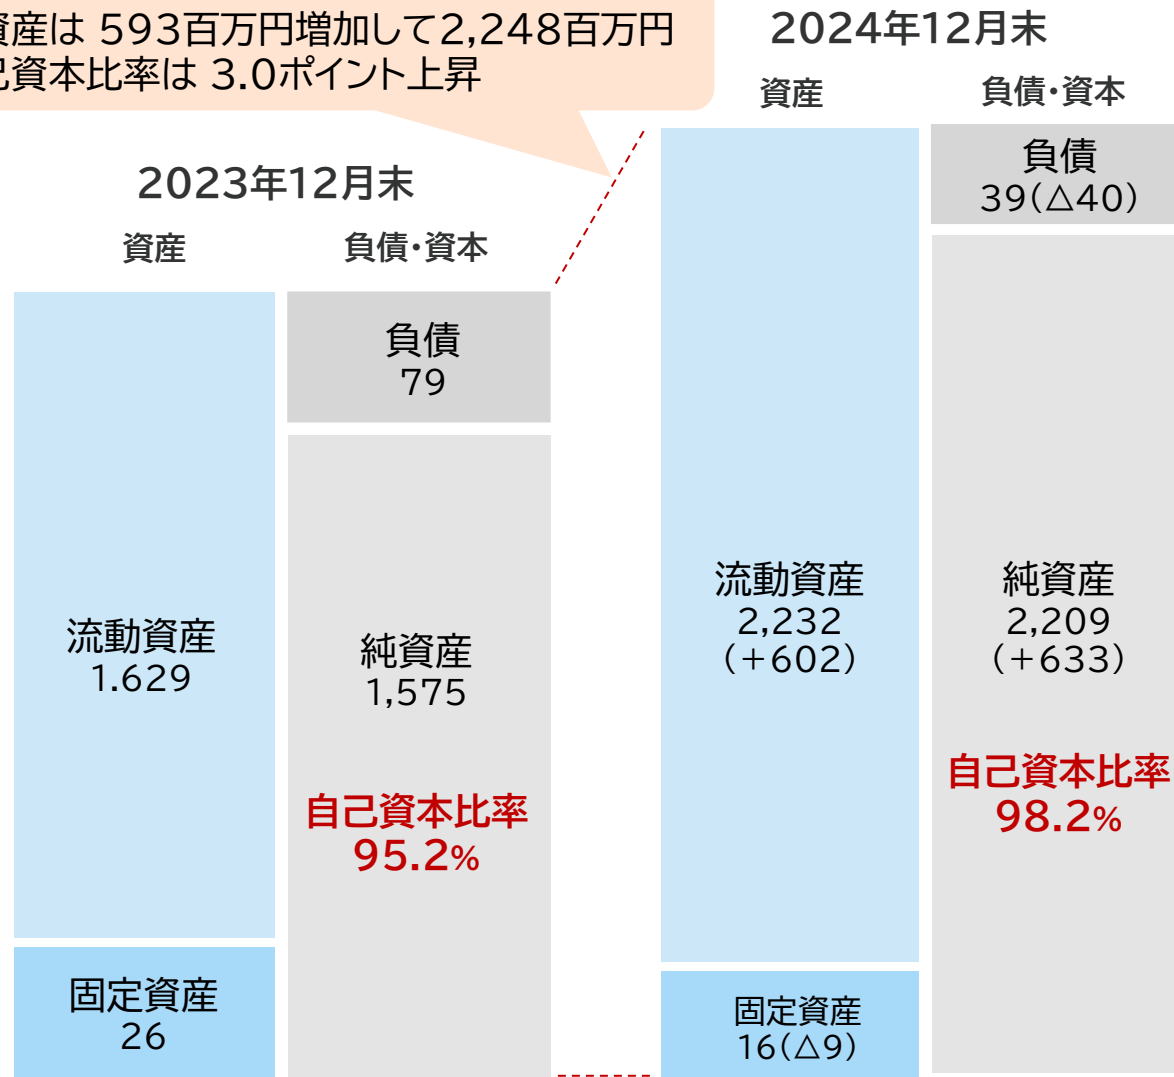 資産は 593百万円増加して2,248百万円
己資本比率は 3.0ポイント上昇
2023年12月末
資産
負債・資本
負債
79
流動資産
1.629
純資産
1,575
自己資本比率
95.2%
固定資産
26
2024年12月末
資産
負債・資本
負債
39(△40)
流動資産
2,232
(+602)
純資産
2,209
(+633)
自己資本比率
98.2%
固定資産
16(△9)